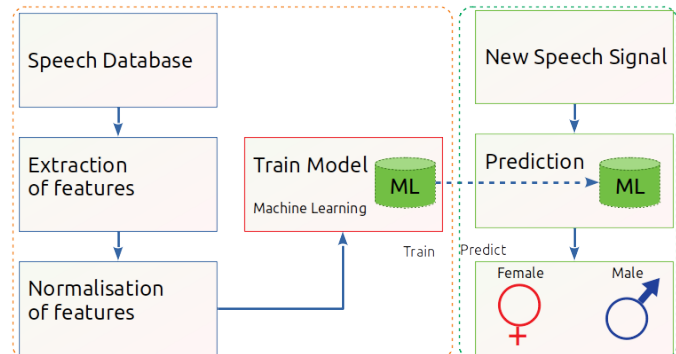 Speech Database
Extraction
of features
Normalisation
of features
Train Model
ML
Machine Learning
Train
New Speech Signal
Prediction
ML
Predict
Female
Male